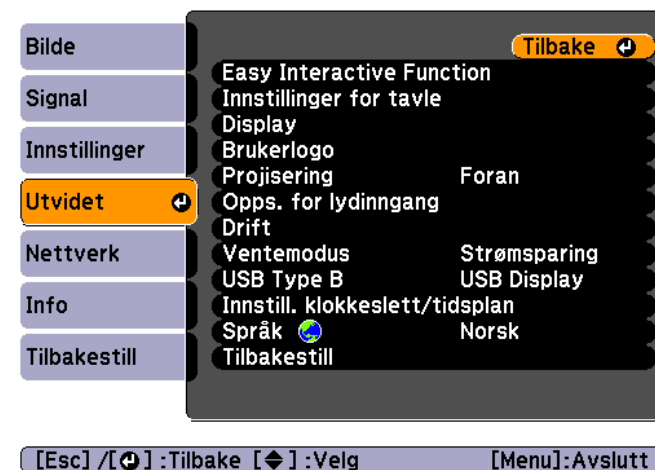 Bilde
Signal
Innstillinger
Utvidet
Nettverk
Info
Tilbakestill
Tilbake
Easy Interactive Function
Innstillinger for tavle
Display
Brukerlogo
Projisering Foran
Opps. for lydinngang
Drift
Ventemodus Strømsparing
USB Type B USB Display
Innstill. klokkeslett/tidsplan
Språk Norsk
Tilbakestill
[Esc] /[⏎] :Tilbake [◆] :Velg [Menu]:Avslutt